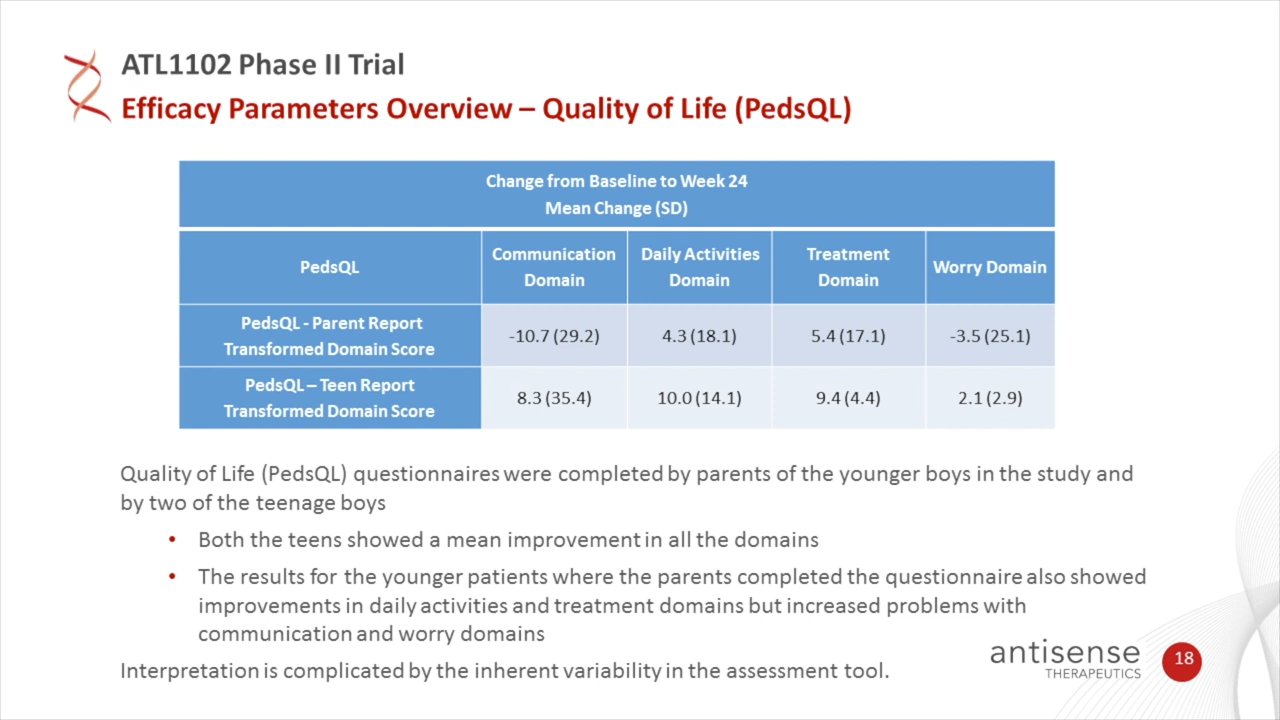 ATL1102 Phase II Trial
Efficacy Parameters Overview – Quality of Life (PedsQL)
Change from Baseline to Week 24
Mean Change (SD)
PedsQL
Communication Domain
Daily Activities Domain
Treatment Domain
Worry Domain
PedsQL - Parent Report
Transformed Domain Score
-10.7 (29.2)
4.3 (18.1)
5.4 (17.1)
-3.5 (25.1)
PedsQL – Teen Report
Transformed Domain Score
8.3 (35.4)
10.0 (14.1)
9.4 (4.4)
2.1 (2.9)
Quality of Life (PedsQL) questionnaires were completed by parents of the younger boys in the study and
by two of the teenage boys
• Both the teens showed a mean improvement in all the domains
• The results for the younger patients where the parents completed the questionnaire also showed
improvements in daily activities and treatment domains but increased problems with
communication and worry domains
Interpretation is complicated by the inherent variability in the assessment tool.
antisense
THERAPEUTICS
18